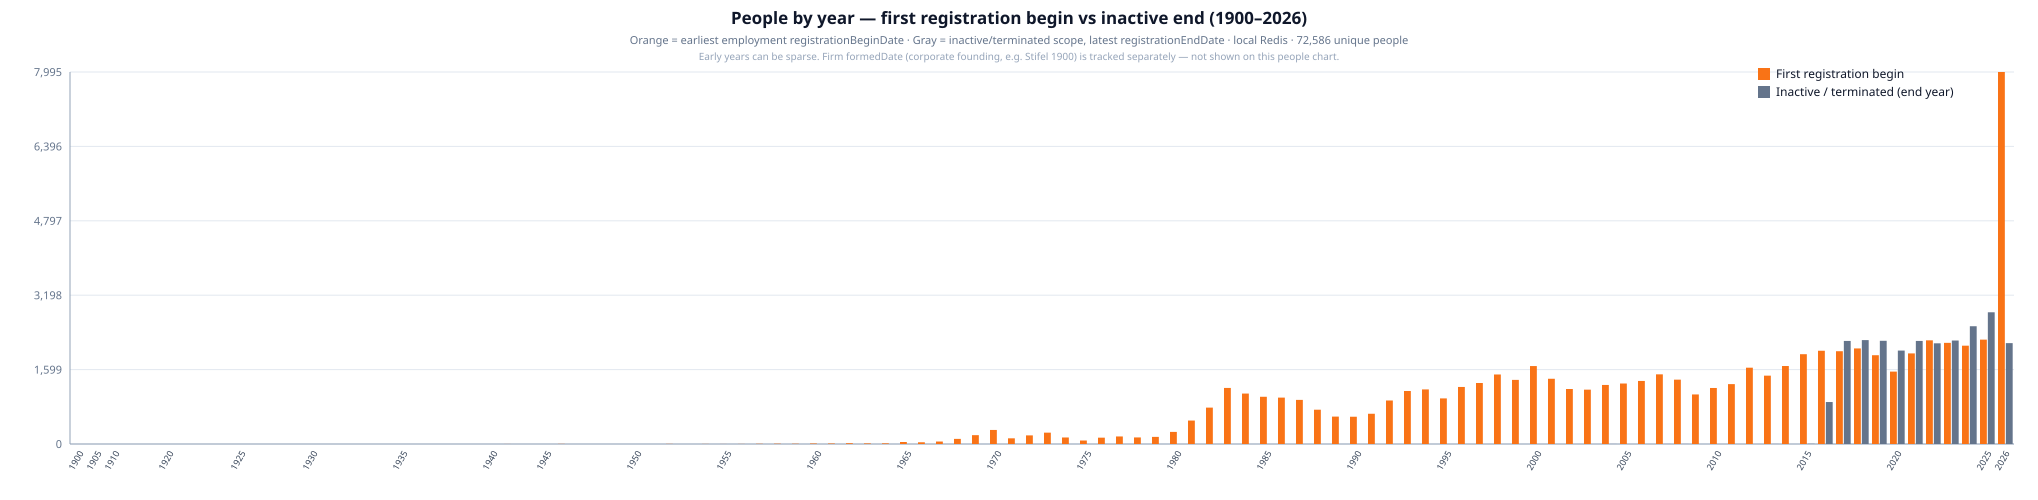 People by year — first registration begin vs inactive end (1900–2026)
Orange = earliest employment registrationBeginDate · Gray = inactive/terminated scope, latest registrationEndDate · local Redis · 72,586 unique people
Early years can be sparse. Firm formedDate (corporate founding, e.g. Stifel 1900) is tracked separately — not shown on this people chart.
First registration begin
Inactive / terminated (end year)
7,995
6,396
4,797
3,198
1,599
0
1900 1905 1910 1920 1925 1930 1935 1940 1945 1950 1955 1960 1965 1970 1975 1980 1985 1990 1995 2000 2005 2010 2015 2020 2025 2026